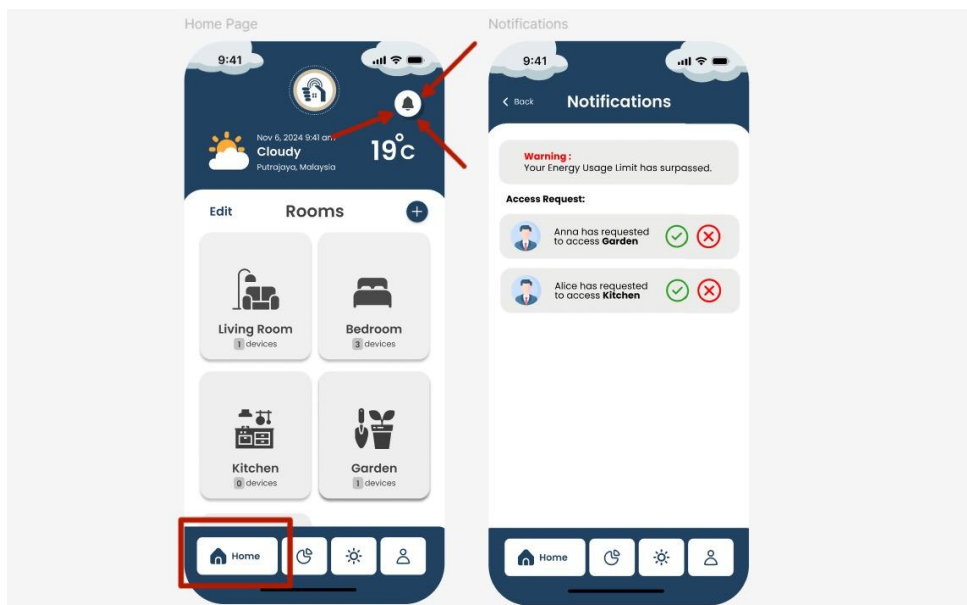 Home Page
9:41
Nov 6, 2024 9:41 am
Cloudy
Putrajaya, Malaysia
19°c
Edit
Rooms
Living Room
1 devices
Bedroom
3 devices
Kitchen
0 devices
Garden
1 devices
Home
Notifications
9:41
Back
Notifications
Warning :
Your Energy Usage Limit has surpassed.
Access Request:
Anna has requested
to access Garden
Alice has requested
to access Kitchen
Home